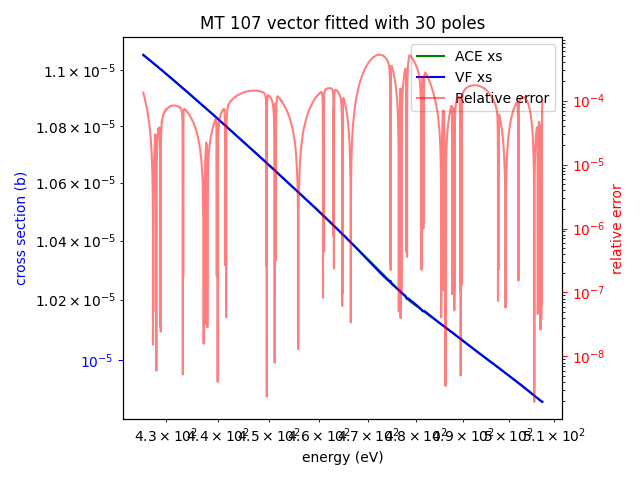 MT 107 vector fitted with 30 poles
ACE xs
VF xs
Relative error
1.1 × 10⁻⁵
1.08 × 10⁻⁵
1.06 × 10⁻⁵
1.04 × 10⁻⁵
1.02 × 10⁻⁵
10⁻⁵
cross section (b)
10⁻⁴
10⁻⁵
10⁻⁶
10⁻⁷
10⁻⁸
relative error
4.3 × 10² 4.4 × 10² 4.5 × 10² 4.6 × 10² 4.7 × 10² 4.8 × 10² 4.9 × 10² 5 × 10² 5.1 × 10²
energy (eV)